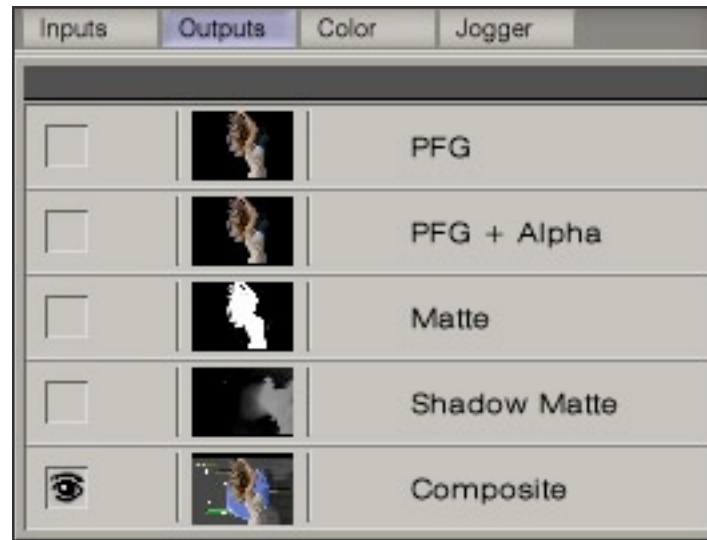 Inputs Outputs Color Jogger
PFG
PFG + Alpha
Matte
Shadow Matte
Composite